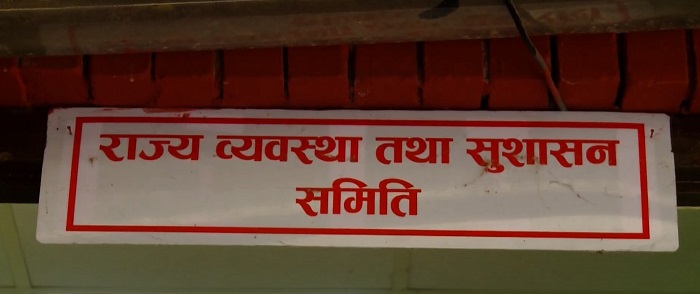 राज्य व्यवस्था तथा सुशासन
समिति